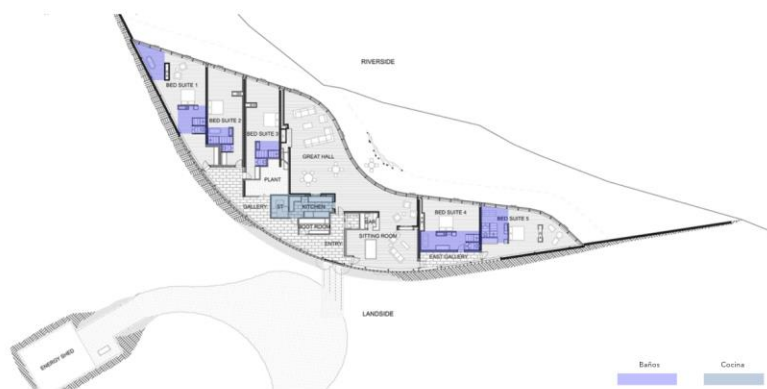 RIVERSIDE
BED SUITE 1
BED SUITE 2
BED SUITE 3
GREAT HALL
PLANT
GALLERY
ST
KITCHEN
BOOT ROOM
ENTRY
BAR
SITTING ROOM
BED SUITE 4
BED SUITE 5
EAST GALLERY
LANDSIDE
ENERGY SHED
Baños
Cocina